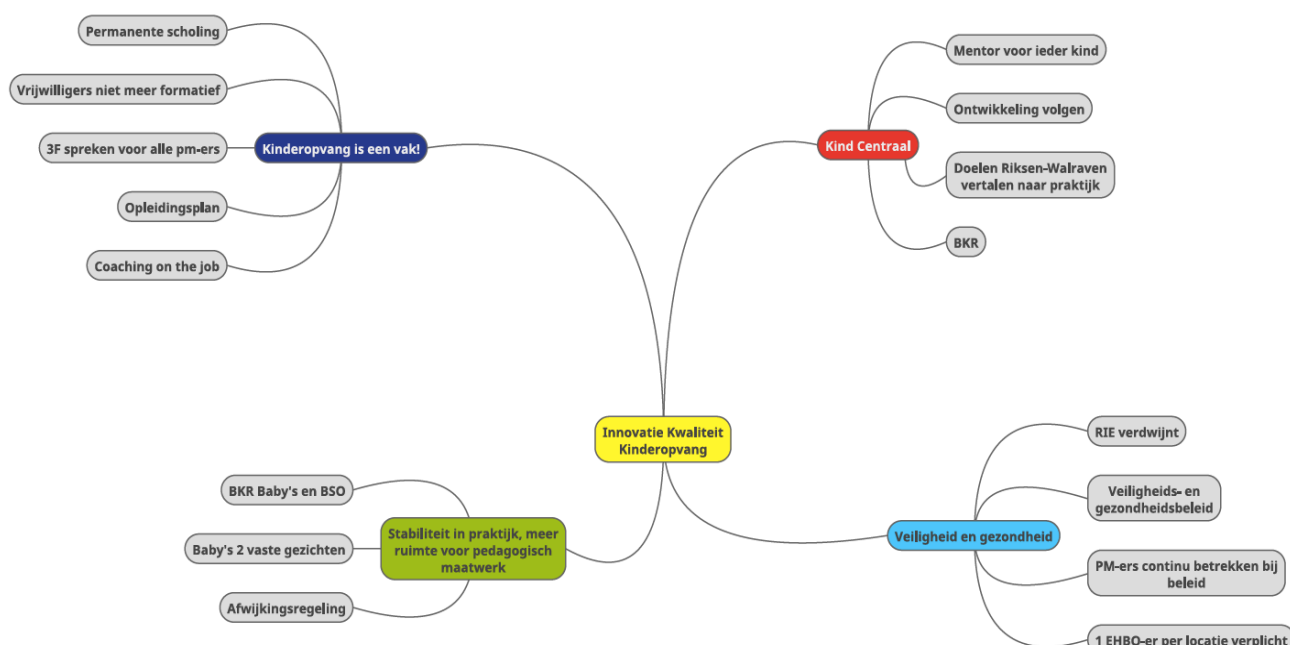 Permanente scholing
Vrijwilligers niet meer formatief
3F spreken voor alle pm-ers
Opleidingsplan
Coaching on the job
Kinderopvang is een vak!
Kind Centraal
Mentor voor ieder kind
Ontwikkeling volgen
Doelen Riksen-Walraven
vertalen naar praktijk
BKR
Innovatie Kwaliteit
Kinderopvang
BKR Baby's en BSO
Baby's 2 vaste gezichten
Afwijkingsregeling
Stabiliteit in praktijk, meer
ruimte voor pedagogisch
maatwerk
Veiligheid en gezondheid
RIE verdwijnt
Veiligheids- en
gezondheidsbeleid
PM-ers continu betrekken bij
beleid
1 EHBO-er per locatie verplicht